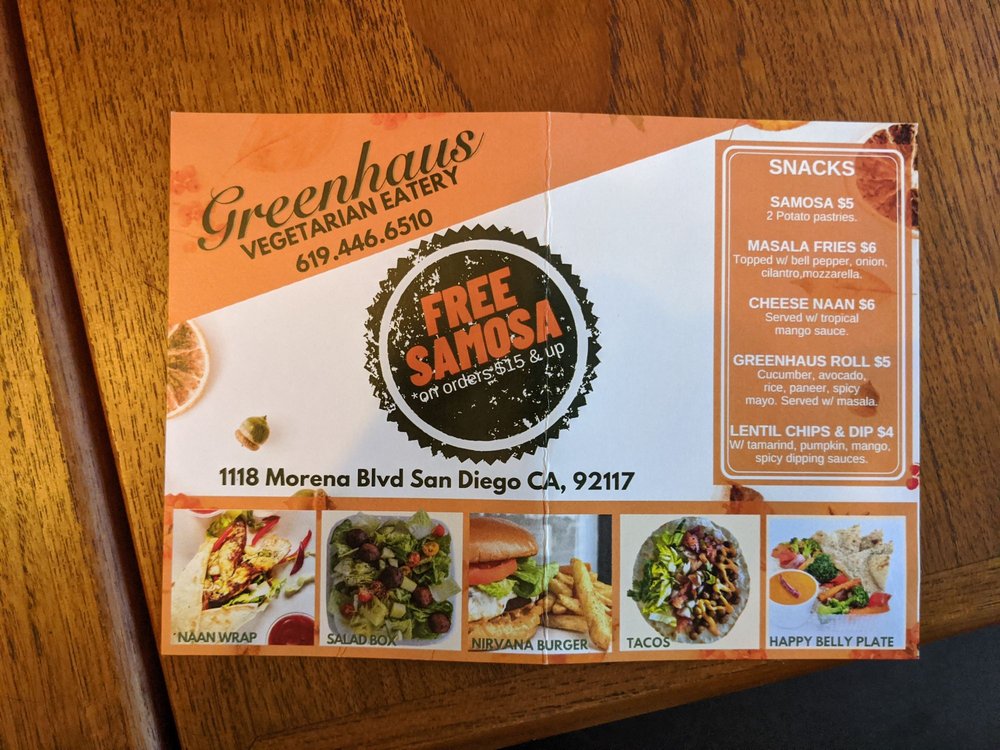 Greenhaus
VEGETARIAN EATERY
619.446.6510
FREE
SAMOSA
*on orders $15 & up
1118 Morena Blvd San Diego CA, 92117
SNACKS
SAMOSA $5
2 Potato pastries.
MASALA FRIES $6
Topped w/ bell pepper, onion,
cilantro,mozzarella.
CHEESE NAAN $6
Served w/ tropical
mango sauce.
GREENHAUS ROLL $5
Cucumber, avocado,
rice, paneer, spicy
mayo. Served w/ masala.
LENTIL CHIPS & DIP $4
W/ tamarind, pumpkin, mango,
spicy dipping sauces.
NAAN WRAP
SALAD BOX
NIRVANA BURGER
TACOS
HAPPY BELLY PLATE